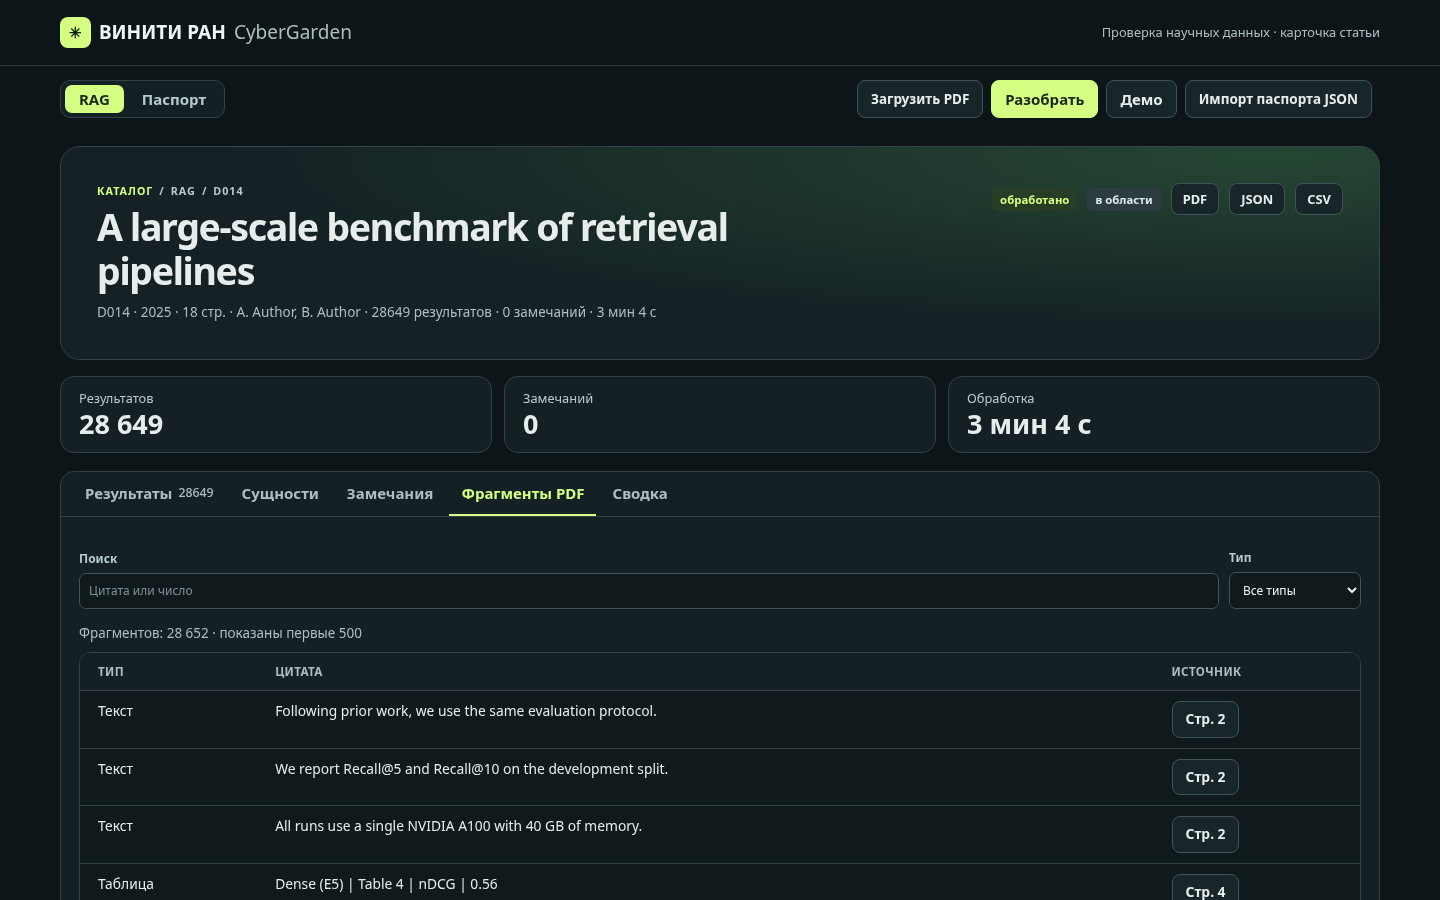 ВИНИТИ РАН CyberGarden
Проверка научных данных · карточка статьи
RAG Паспорт
Загрузить PDF Разобрать Демо Импорт паспорта JSON
КАТАЛОГ / RAG / D014
обработано в области PDF JSON CSV
A large-scale benchmark of retrieval
pipelines
D014 · 2025 · 18 стр. · A. Author, B. Author · 28649 результатов · 0 замечаний · 3 мин 4 с
Результатов
28 649
Замечаний
0
Обработка
3 мин 4 с
Результаты 28649 Сущности Замечания Фрагменты PDF Сводка
Поиск
Цитата или число
Тип
Все типы
Фрагментов: 28 652 · показаны первые 500
ТИП ЦИТАТА ИСТОЧНИК
Текст Following prior work, we use the same evaluation protocol. Стр. 2
Текст We report Recall@5 and Recall@10 on the development split. Стр. 2
Текст All runs use a single NVIDIA A100 with 40 GB of memory. Стр. 2
Таблица Dense (E5) | Table 4 | nDCG | 0.56 Стр. 4